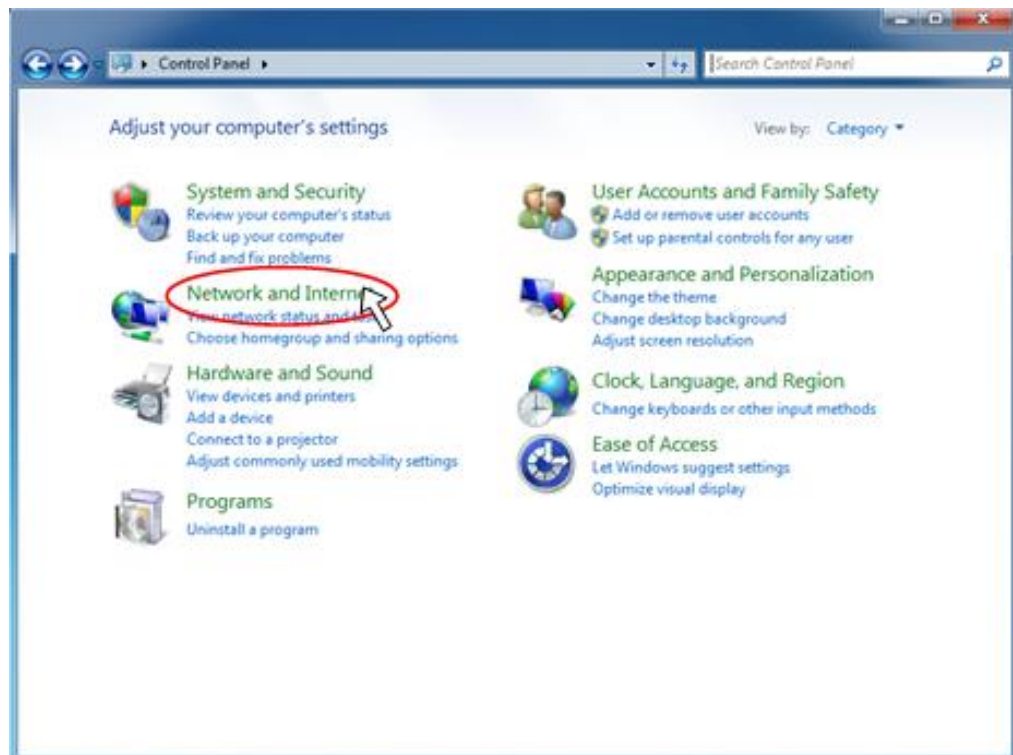 Control Panel
Search Control Panel
Adjust your computer's settings
View by: Category
System and Security
Review your computer's status
Back up your computer
Find and fix problems
Network and Intern
View network status and
Choose homegroup and sharing options
Hardware and Sound
View devices and printers
Add a device
Connect to a projector
Adjust commonly used mobility settings
Programs
Uninstall a program
User Accounts and Family Safety
Add or remove user accounts
Set up parental controls for any user
Appearance and Personalization
Change the theme
Change desktop background
Adjust screen resolution
Clock, Language, and Region
Change keyboards or other input methods
Ease of Access
Let Windows suggest settings
Optimize visual display